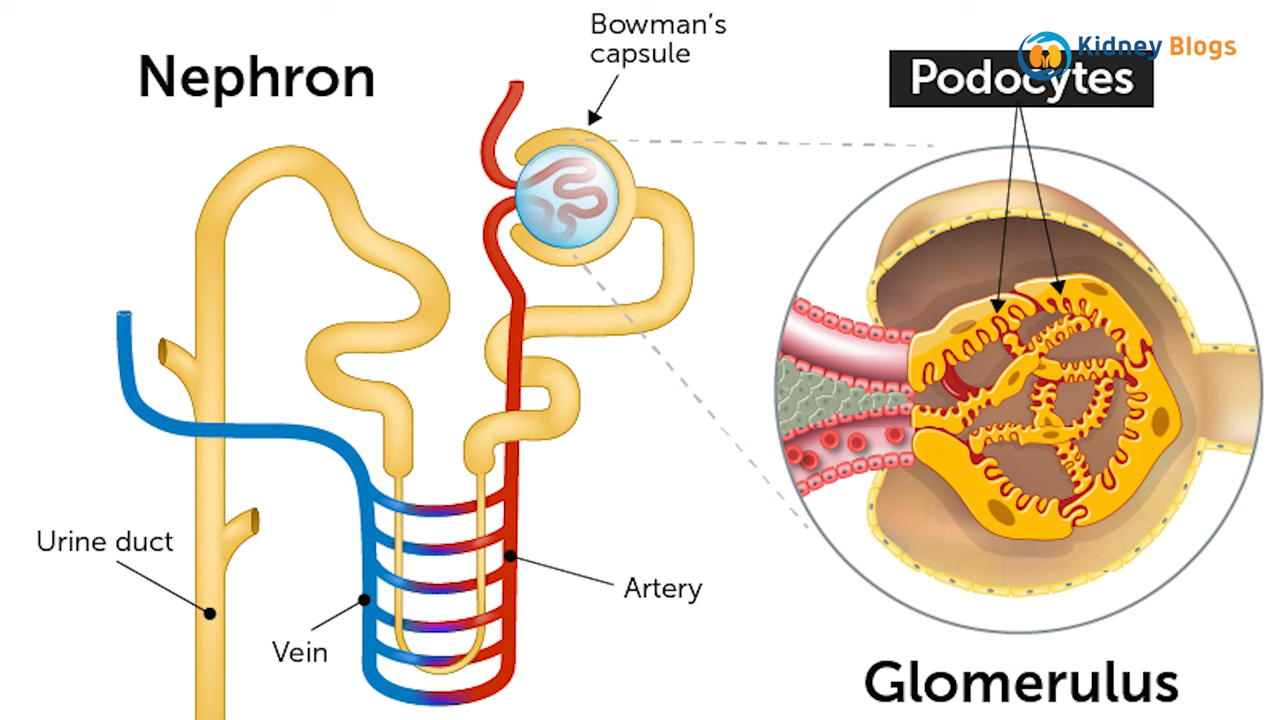 Nephron
Bowman's
capsule
Kidney Blogs
Podocytes
Urine duct
Vein
Artery
Glomerulus